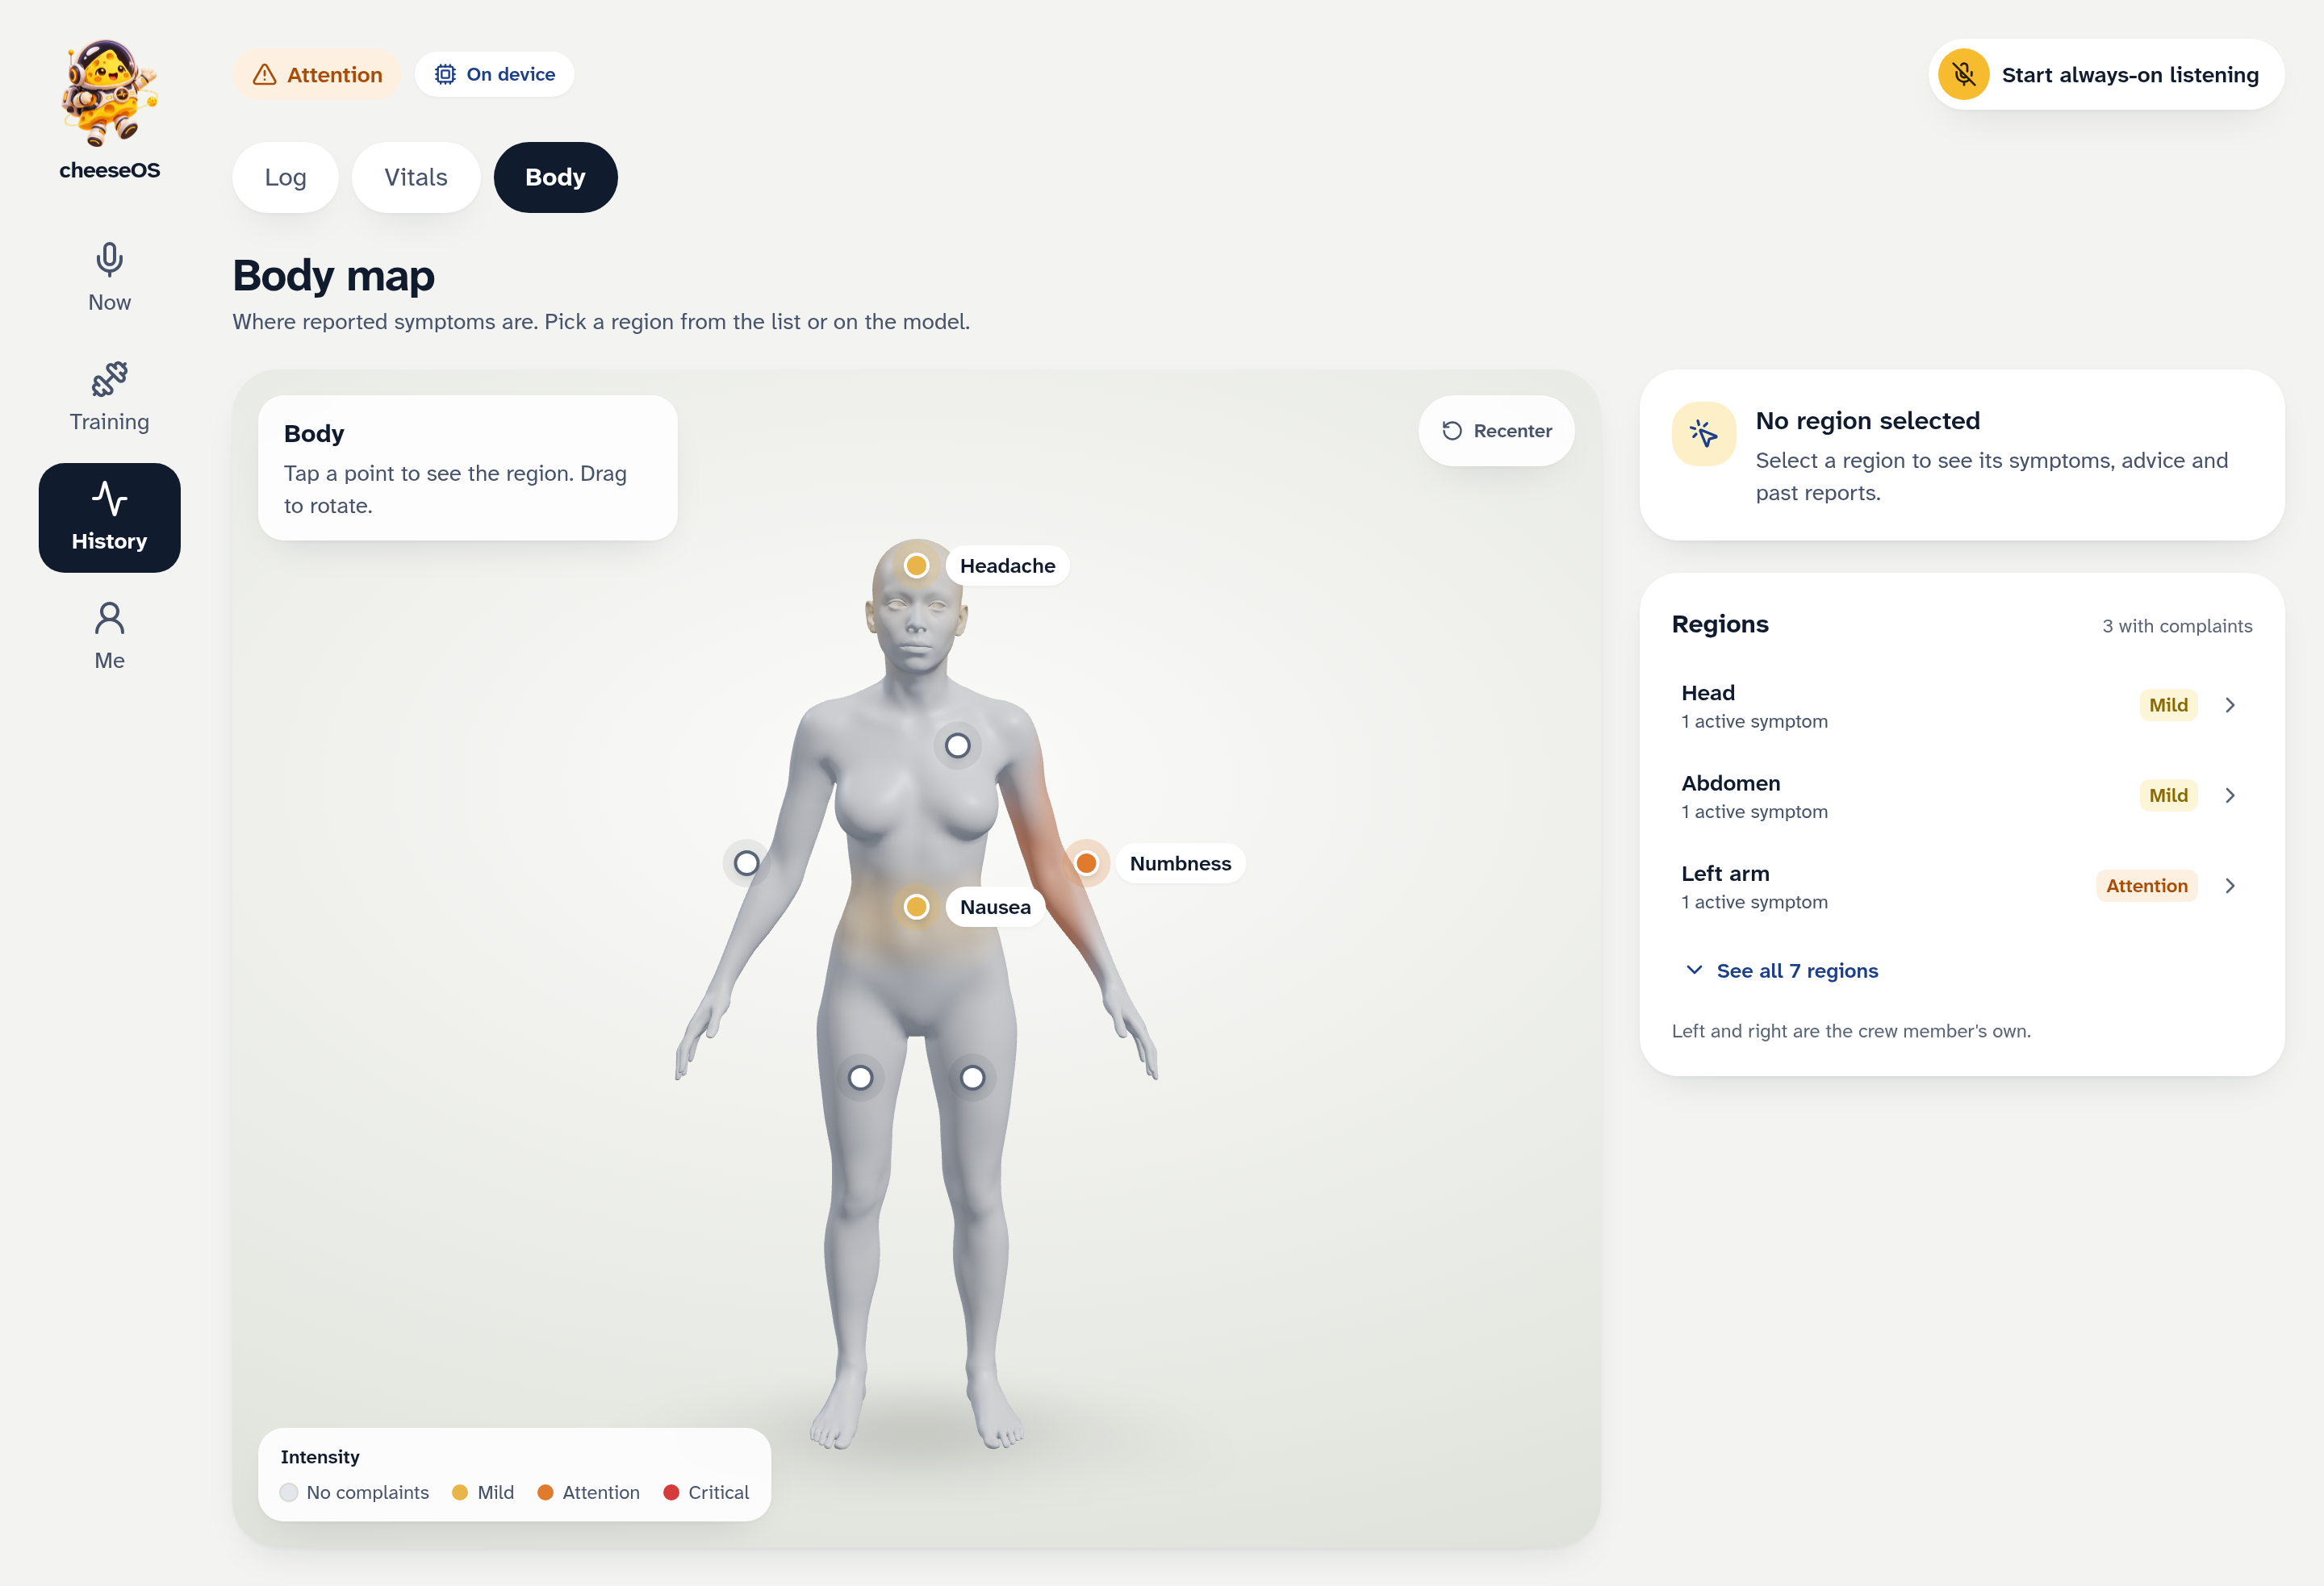 cheeseOS
Now
Training
History
Me
Attention
On device
Start always-on listening
Log
Vitals
Body
Body map
Where reported symptoms are. Pick a region from the list or on the model.
Body
Tap a point to see the region. Drag
to rotate.
Recenter
Headache
Numbness
Nausea
Intensity
No complaints
Mild
Attention
Critical
No region selected
Select a region to see its symptoms, advice and
past reports.
Regions
3 with complaints
Head
1 active symptom
Mild
Abdomen
1 active symptom
Mild
Left arm
1 active symptom
Attention
See all 7 regions
Left and right are the crew member's own.